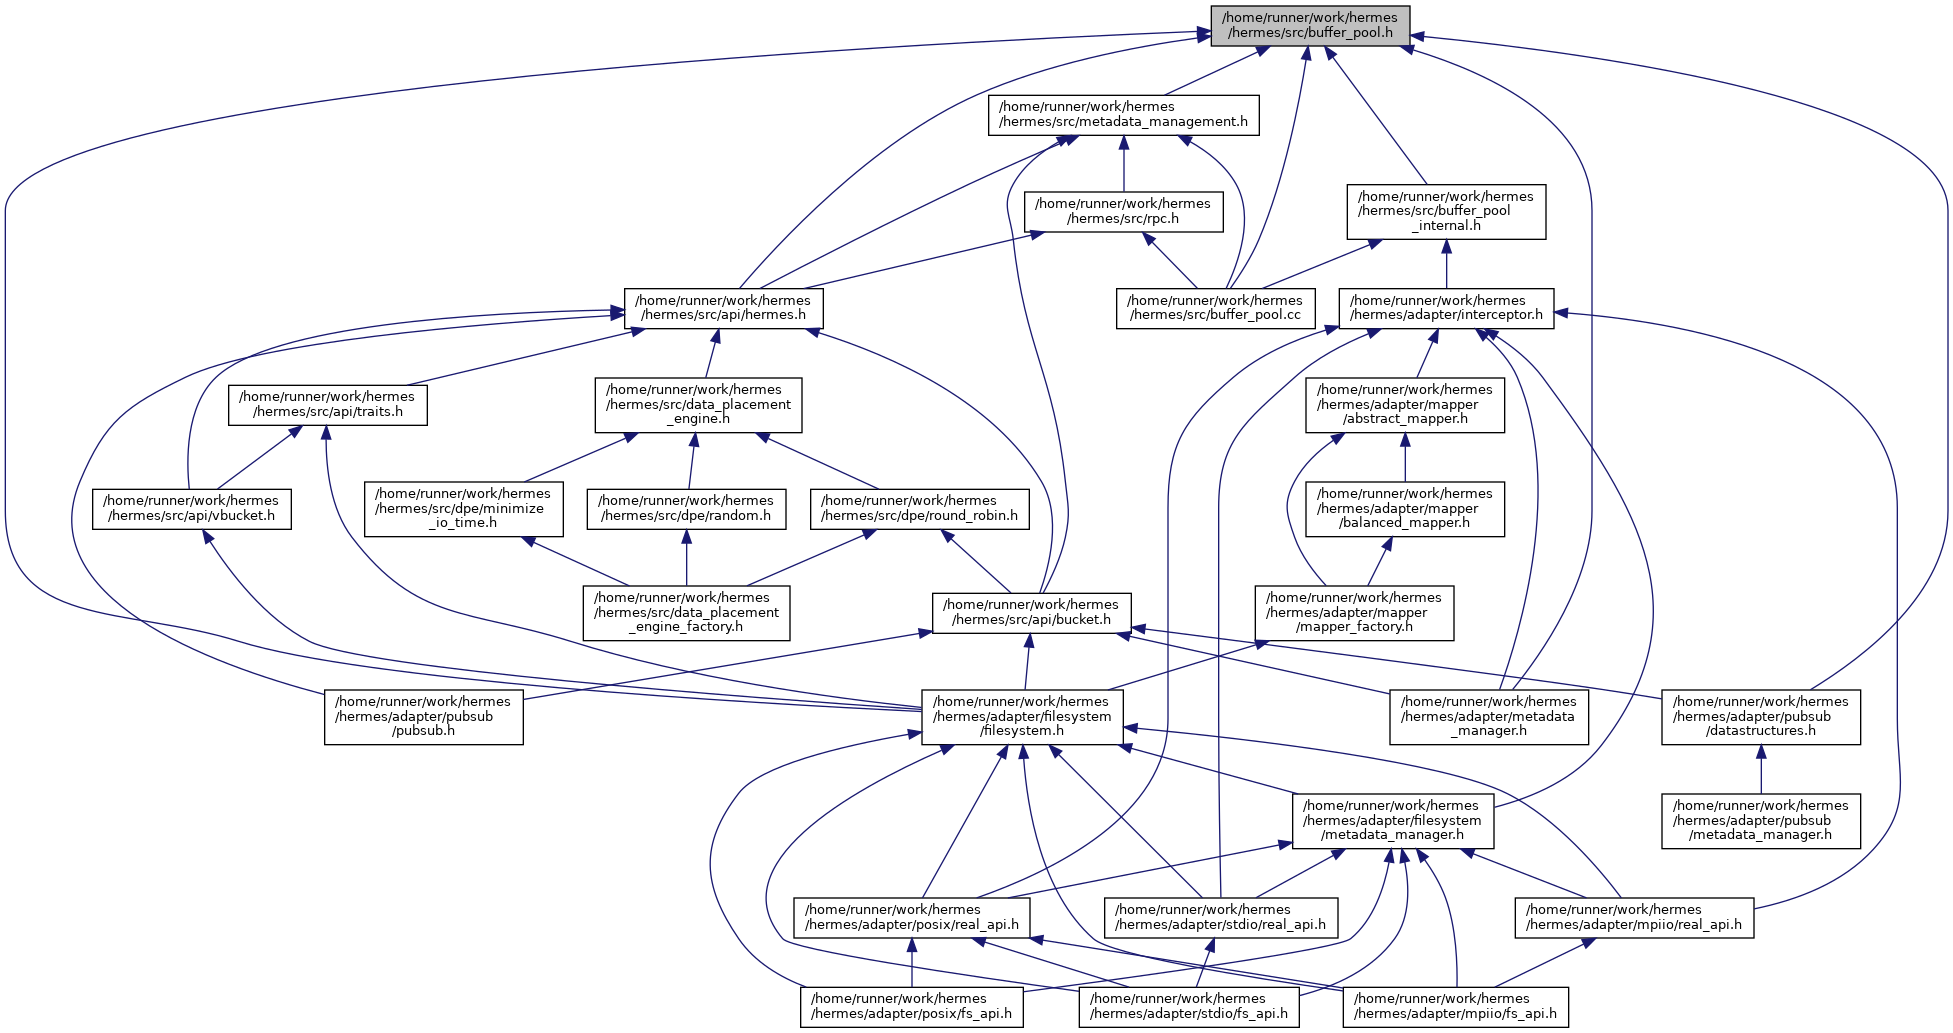 /home/runner/work/hermes
/hermes/src/buffer_pool.h
/home/runner/work/hermes
/hermes/src/metadata_management.h
/home/runner/work/hermes
/hermes/src/buffer_pool
_internal.h
/home/runner/work/hermes
/hermes/src/rpc.h
/home/runner/work/hermes
/hermes/src/api/hermes.h
/home/runner/work/hermes
/hermes/src/buffer_pool.cc
/home/runner/work/hermes
/hermes/adapter/interceptor.h
/home/runner/work/hermes
/hermes/src/api/traits.h
/home/runner/work/hermes
/hermes/src/data_placement
_engine.h
/home/runner/work/hermes
/hermes/adapter/mapper
/abstract_mapper.h
/home/runner/work/hermes
/hermes/src/api/vbucket.h
/home/runner/work/hermes
/hermes/src/dpe/minimize
_io_time.h
/home/runner/work/hermes
/hermes/src/dpe/random.h
/home/runner/work/hermes
/hermes/src/dpe/round_robin.h
/home/runner/work/hermes
/hermes/adapter/mapper
/balanced_mapper.h
/home/runner/work/hermes
/hermes/src/data_placement
_engine_factory.h
/home/runner/work/hermes
/hermes/src/api/bucket.h
/home/runner/work/hermes
/hermes/adapter/mapper
/mapper_factory.h
/home/runner/work/hermes
/hermes/adapter/pubsub
/pubsub.h
/home/runner/work/hermes
/hermes/adapter/filesystem
/filesystem.h
/home/runner/work/hermes
/hermes/adapter/metadata
_manager.h
/home/runner/work/hermes
/hermes/adapter/pubsub
/datastructures.h
/home/runner/work/hermes
/hermes/adapter/filesystem
/metadata_manager.h
/home/runner/work/hermes
/hermes/adapter/pubsub
/metadata_manager.h
/home/runner/work/hermes
/hermes/adapter/posix/real_api.h
/home/runner/work/hermes
/hermes/adapter/stdio/real_api.h
/home/runner/work/hermes
/hermes/adapter/mpiio/real_api.h
/home/runner/work/hermes
/hermes/adapter/posix/fs_api.h
/home/runner/work/hermes
/hermes/adapter/stdio/fs_api.h
/home/runner/work/hermes
/hermes/adapter/mpiio/fs_api.h